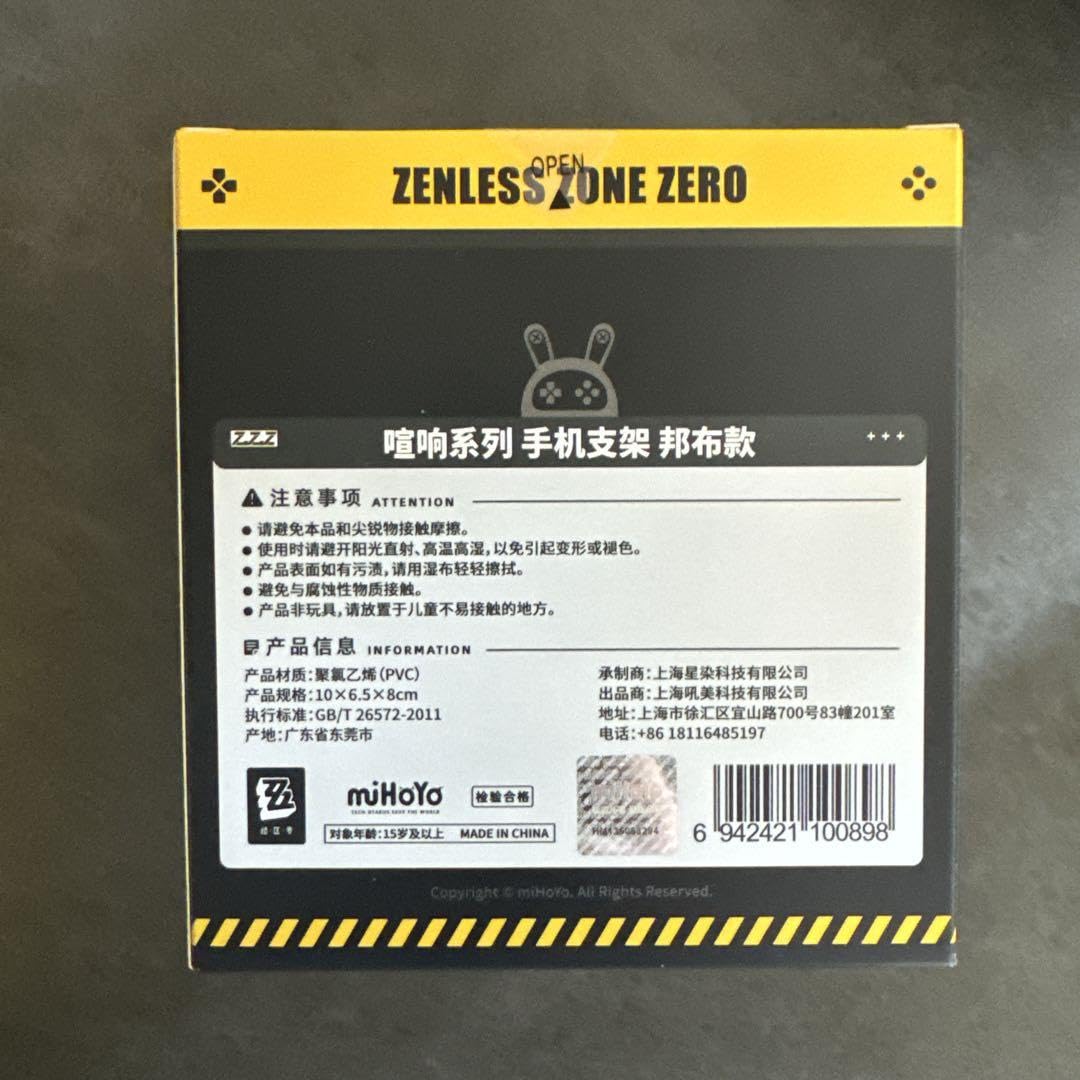 OPEN
ZENLESS ZONE ZERO
ZZZ
喧响系列 手机支架 邦布款
注意事项 ATTENTION
● 请避免本品和尖锐物接触摩擦。
● 使用时请避开阳光直射、高温高湿,以免引起变形或褪色。
● 产品表面如有污渍,请用湿布轻轻擦拭。
● 避免与腐蚀性物质接触。
● 产品非玩具,请放置于儿童不易接触的地方。
产品信息 INFORMATION
产品材质:聚氯乙烯(PVC)
产品规格:10×6.5×8cm
执行标准:GB/T 26572-2011
产地:广东省东莞市
承制商:上海星染科技有限公司
出品商:上海吼美科技有限公司
地址:上海市徐汇区宜山路700号83幢201室
电话:+86 18116485197
绝区零
miHoYo
TECH OTAKUS SAVE THE WORLD
检验合格
对象年龄:15岁及以上 MADE IN CHINA
6 942421 100898
Copyright © miHoYo. All Rights Reserved.